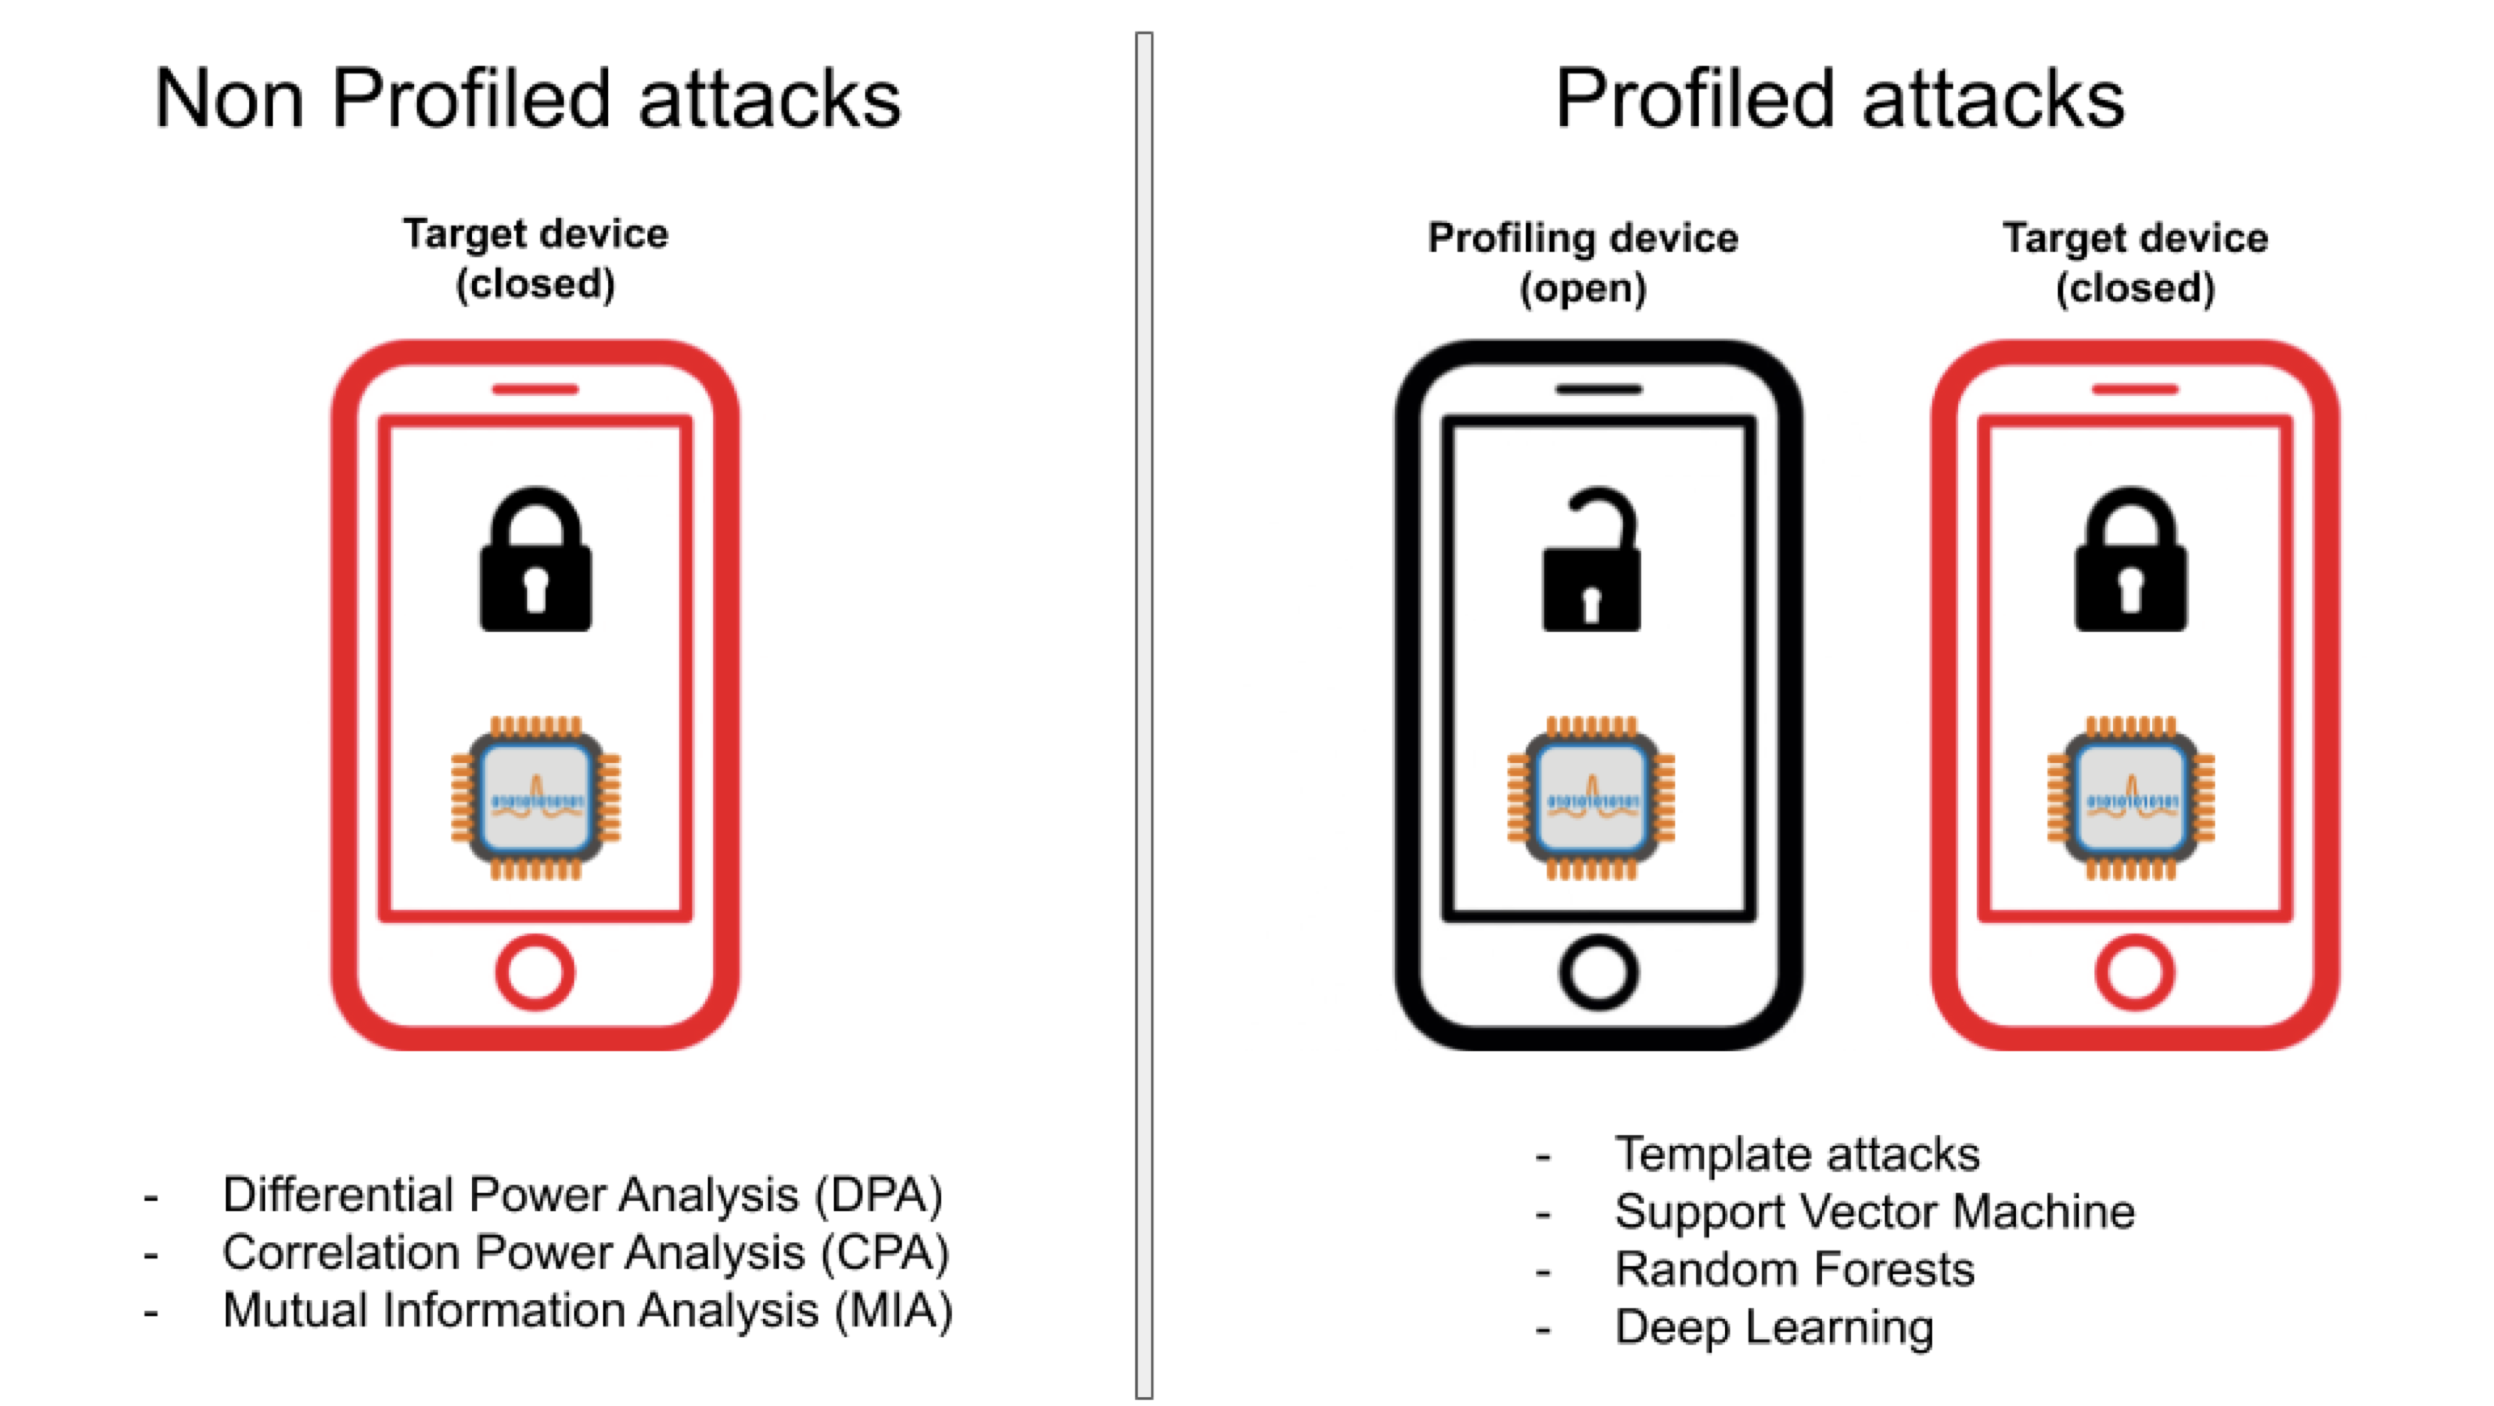 Non Profiled attacks
Target device
(closed)
- Differential Power Analysis (DPA)
- Correlation Power Analysis (CPA)
- Mutual Information Analysis (MIA)
Profiled attacks
Profiling device
(open)
Target device
(closed)
- Template attacks
- Support Vector Machine
- Random Forests
- Deep Learning